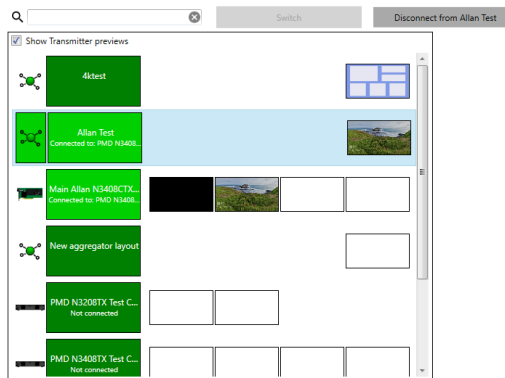 Switch
Disconnect from Allan Test
Show Transmitter previews
4ktest
Allan Test
Connected to: PMD N3408...
Main Allan N3408CTX...
Connected to: PMD N3408...
New aggregator layout
PMD N3208TX Test C...
Not connected
PMD N3408TX Test C...
Not connected